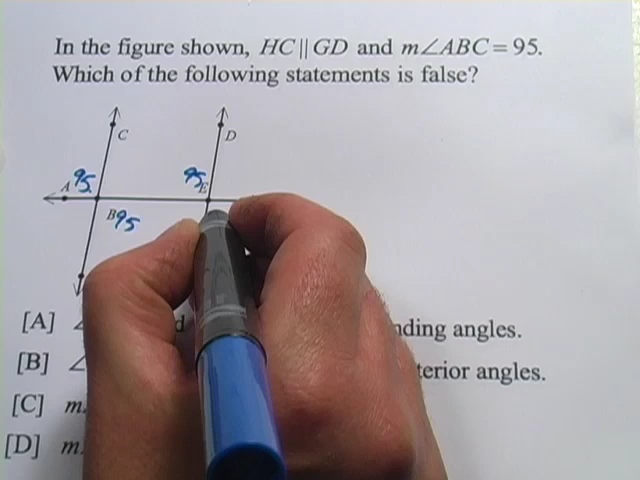 In the figure shown, HC || GD and m∠ABC = 95.
Which of the following statements is false?
C
D
A 95
95 E
B 95
[A] ∠ nding angles.
[B] ∠ terior angles.
[C] m
[D] m